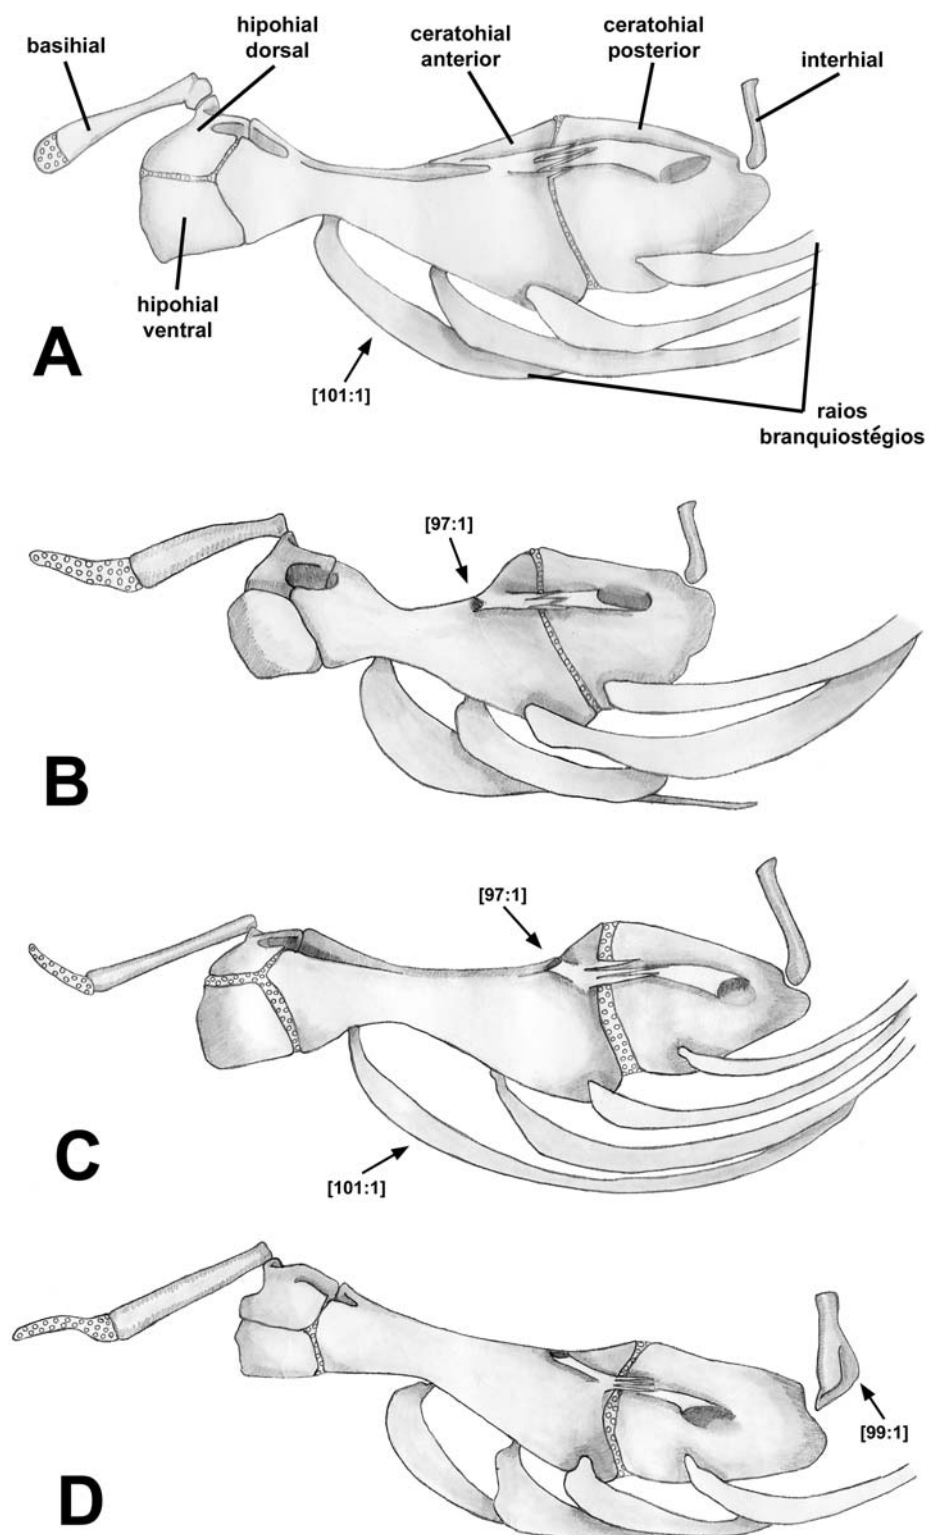 basihial
hipohial
dorsal
ceratohial
anterior
ceratohial
posterior
interhial
hipohial
ventral
A
[101:1]
raios
branquiostégios
[97:1]
B
[97:1]
C
[101:1]
[99:1]
D